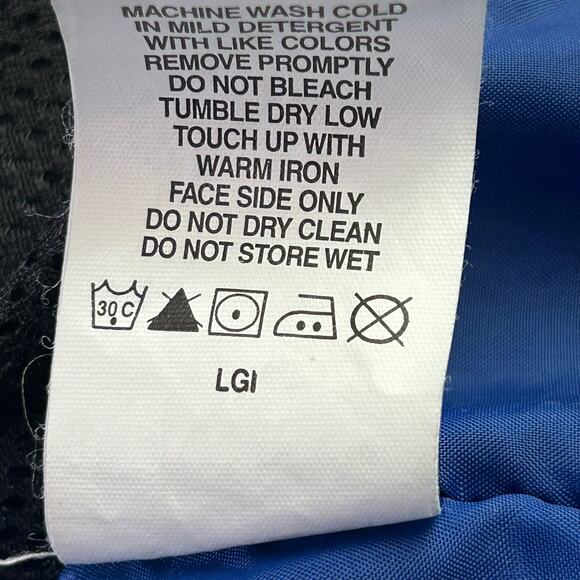 MACHINE WASH COLD
IN MILD DETERGENT
WITH LIKE COLORS
REMOVE PROMPTLY
DO NOT BLEACH
TUMBLE DRY LOW
TOUCH UP WITH
WARM IRON
FACE SIDE ONLY
DO NOT DRY CLEAN
DO NOT STORE WET
30 C
LGI